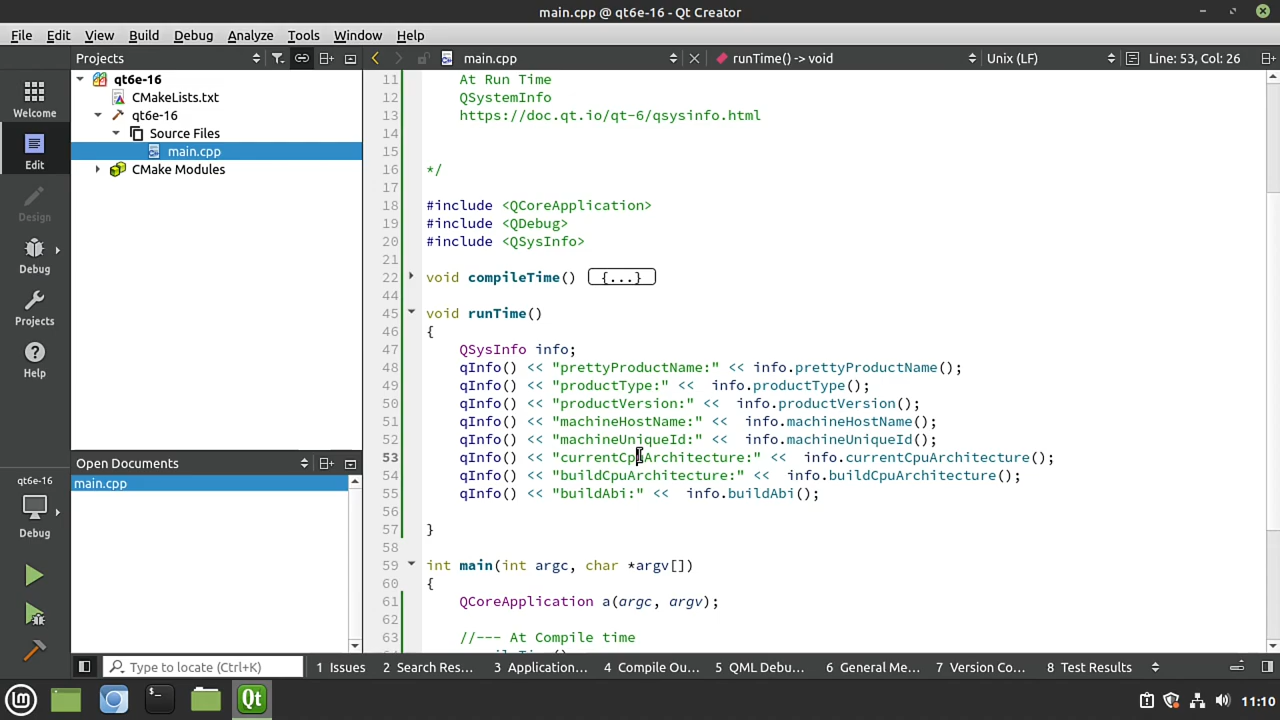 main.cpp @ qt6e-16 - Qt Creator
File Edit View Build Debug Analyze Tools Window Help
Projects main.cpp runTime() -> void Unix (LF) Line: 53, Col: 26
Welcome
Edit
Design
Debug
Projects
Help
qt6e-16
Debug
qt6e-16
CMakeLists.txt
qt6e-16
Source Files
main.cpp
CMake Modules
Open Documents
main.cpp
11 At Run Time
12 QSystemInfo
13 https://doc.qt.io/qt-6/qsysinfo.html
14
15
16 */
17
18 #include <QCoreApplication>
19 #include <QDebug>
20 #include <QSysInfo>
21
22 void compileTime() {...}
44
45 void runTime()
46 {
47 QSysInfo info;
48 qInfo() << "prettyProductName:" << info.prettyProductName();
49 qInfo() << "productType:" << info.productType();
50 qInfo() << "productVersion:" << info.productVersion();
51 qInfo() << "machineHostName:" << info.machineHostName();
52 qInfo() << "machineUniqueId:" << info.machineUniqueId();
53 qInfo() << "currentCpuArchitecture:" << info.currentCpuArchitecture();
54 qInfo() << "buildCpuArchitecture:" << info.buildCpuArchitecture();
55 qInfo() << "buildAbi:" << info.buildAbi();
56
57 }
58
59 int main(int argc, char *argv[])
60 {
61 QCoreApplication a(argc, argv);
62
63 //--- At Compile time
Type to locate (Ctrl+K) 1 Issues 2 Search Res... 3 Application... 4 Compile Ou... 5 QML Debu... 6 General Me... 7 Version Co... 8 Test Results
Qt 11:10